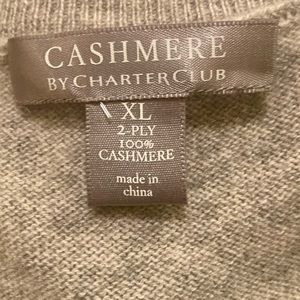 CASHMERE
BY CHARTER CLUB
XL
2-PLY
100%
CASHMERE
made in
china